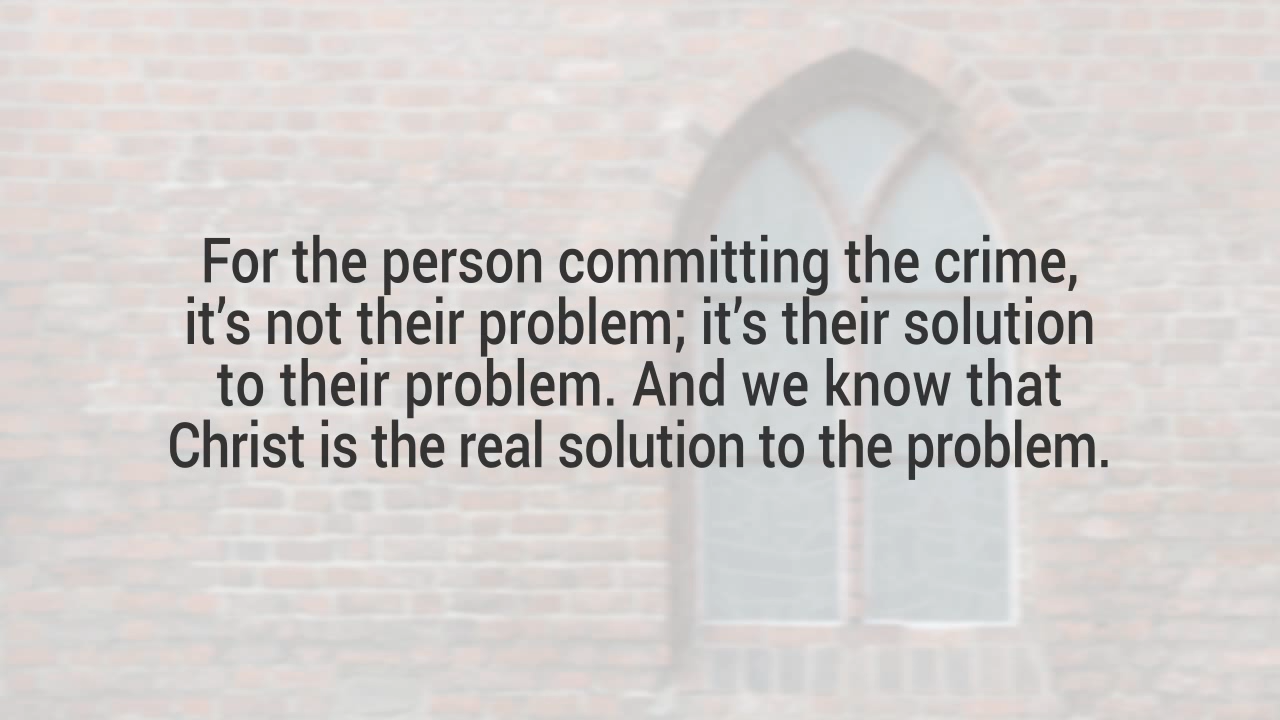 For the person committing the crime,
it’s not their problem; it’s their solution
to their problem. And we know that
Christ is the real solution to the problem.